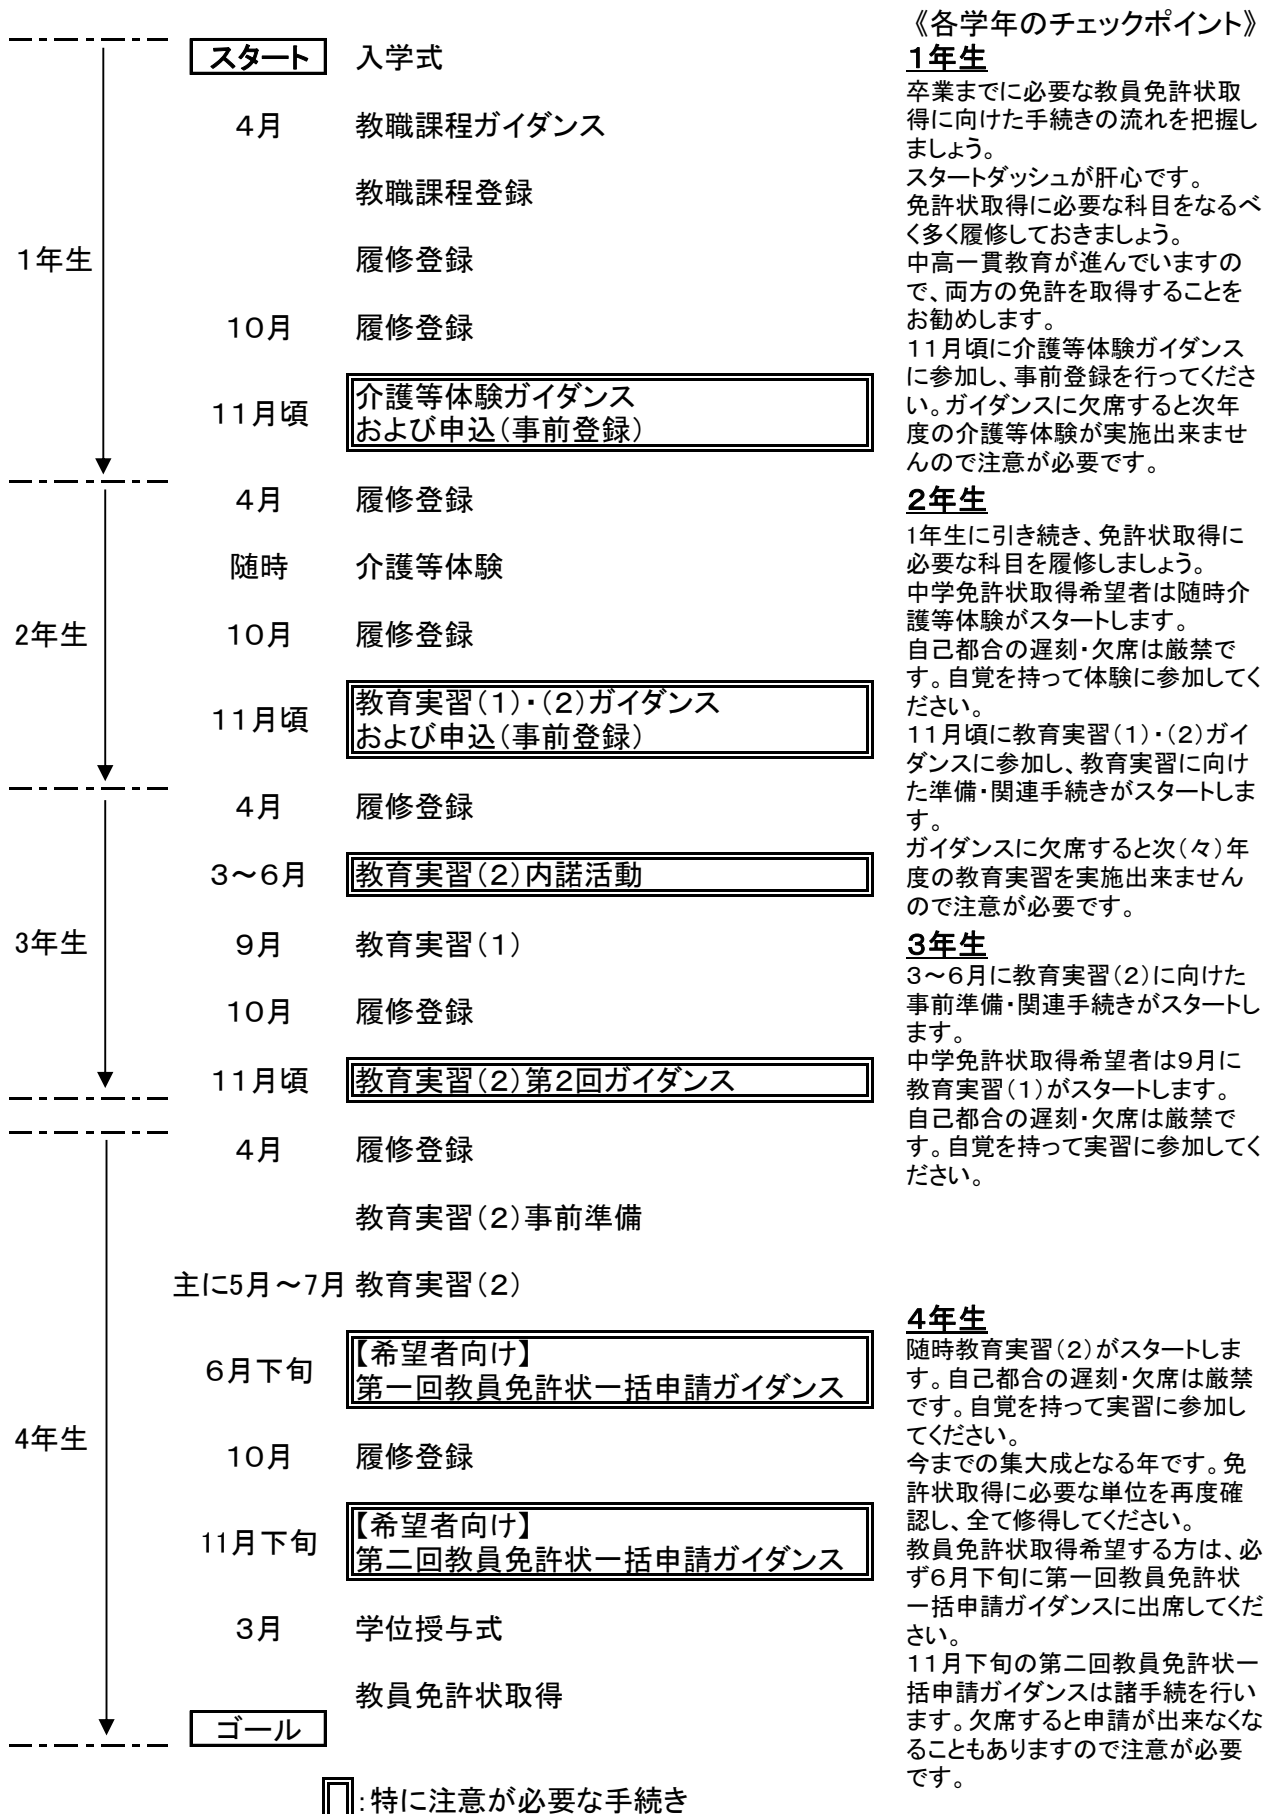 スタート 入学式
4月 教職課程ガイダンス
教職課程登録
1年生
履修登録
10月 履修登録
11月頃 介護等体験ガイダンス
および申込(事前登録)
4月 履修登録
随時 介護等体験
2年生
10月 履修登録
11月頃 教育実習(1)・(2)ガイダンス
および申込(事前登録)
4月 履修登録
3~6月 教育実習(2)内諾活動
3年生
9月 教育実習(1)
10月 履修登録
11月頃 教育実習(2)第2回ガイダンス
4月 履修登録
教育実習(2)事前準備
主に5月~7月 教育実習(2)
6月下旬 【希望者向け】
第一回教員免許状一括申請ガイダンス
4年生
10月 履修登録
11月下旬 【希望者向け】
第二回教員免許状一括申請ガイダンス
3月 学位授与式
教員免許状取得
ゴール
:特に注意が必要な手続き
《各学年のチェックポイント》
1年生
卒業までに必要な教員免許状取
得に向けた手続きの流れを把握し
ましょう。
スタートダッシュが肝心です。
免許状取得に必要な科目をなるべ
く多く履修しておきましょう。
中高一貫教育が進んでいますの
で、両方の免許を取得することを
お勧めします。
11月頃に介護等体験ガイダンス
に参加し、事前登録を行ってくださ
い。ガイダンスに欠席すると次年
度の介護等体験が実施出来ませ
んので注意が必要です。
2年生
1年生に引き続き、免許状取得に
必要な科目を履修しましょう。
中学免許状取得希望者は随時介
護等体験がスタートします。
自己都合の遅刻・欠席は厳禁で
す。自覚を持って体験に参加してく
ださい。
11月頃に教育実習(1)・(2)ガイ
ダンスに参加し、教育実習に向け
た準備・関連手続きがスタートしま
す。
ガイダンスに欠席すると次(々)年
度の教育実習を実施出来ません
ので注意が必要です。
3年生
3~6月に教育実習(2)に向けた
事前準備・関連手続きがスタートし
ます。
中学免許状取得希望者は9月に
教育実習(1)がスタートします。
自己都合の遅刻・欠席は厳禁で
す。自覚を持って実習に参加してく
ださい。
4年生
随時教育実習(2)がスタートしま
す。自己都合の遅刻・欠席は厳禁
です。自覚を持って実習に参加し
てください。
今までの集大成となる年です。免
許状取得に必要な単位を再度確
認し、全て修得してください。
教員免許状取得希望する方は、必
ず6月下旬に第一回教員免許状
一括申請ガイダンスに出席してくだ
さい。
11月下旬の第二回教員免許状一
括申請ガイダンスは諸手続を行い
ます。欠席すると申請が出来なくな
ることもありますので注意が必要
です。